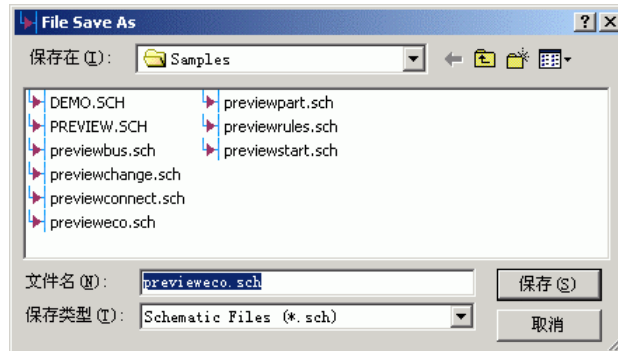 File Save As
保存在(I):
Samples
DEMO.SCH
PREVIEW.SCH
previewbus.sch
previewchange.sch
previewconnect.sch
previeweco.sch
previewpart.sch
previewrules.sch
previewstart.sch
文件名(N):
previeweco.sch
保存(S)
保存类型(T):
Schematic Files (*.sch)
取消